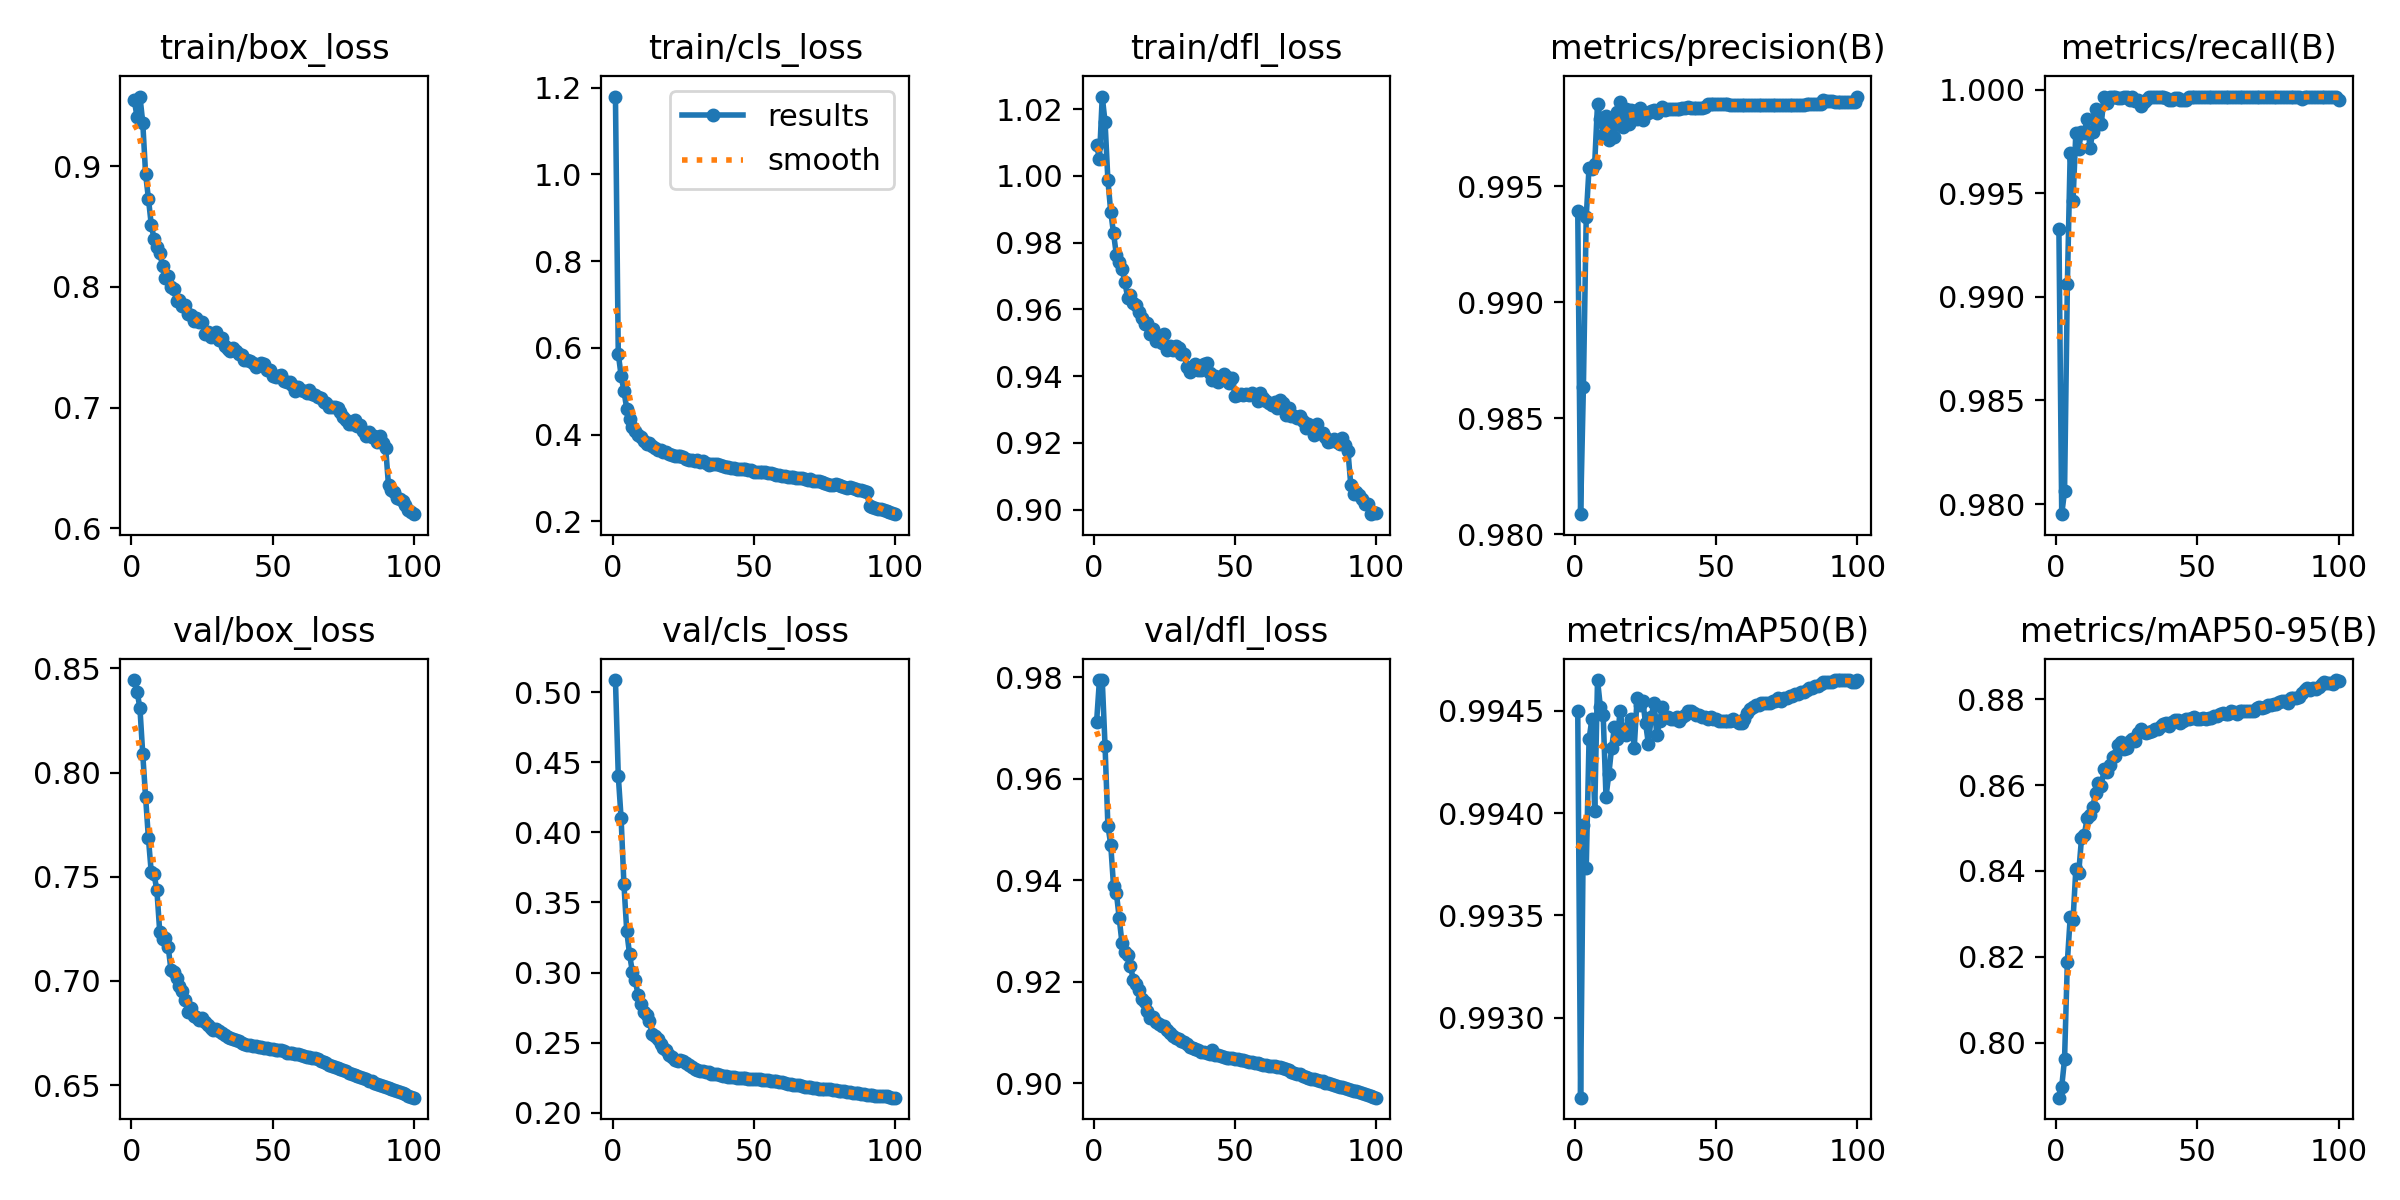 train/box_loss
0.9
0.8
0.7
0.6
0 50 100
train/cls_loss
results
smooth
1.2
1.0
0.8
0.6
0.4
0.2
0 50 100
train/dfl_loss
1.02
1.00
0.98
0.96
0.94
0.92
0.90
0 50 100
metrics/precision(B)
0.995
0.990
0.985
0.980
0 50 100
metrics/recall(B)
1.000
0.995
0.990
0.985
0.980
0 50 100
val/box_loss
0.85
0.80
0.75
0.70
0.65
0 50 100
val/cls_loss
0.50
0.45
0.40
0.35
0.30
0.25
0.20
0 50 100
val/dfl_loss
0.98
0.96
0.94
0.92
0.90
0 50 100
metrics/mAP50(B)
0.9945
0.9940
0.9935
0.9930
0 50 100
metrics/mAP50-95(B)
0.88
0.86
0.84
0.82
0.80
0 50 100